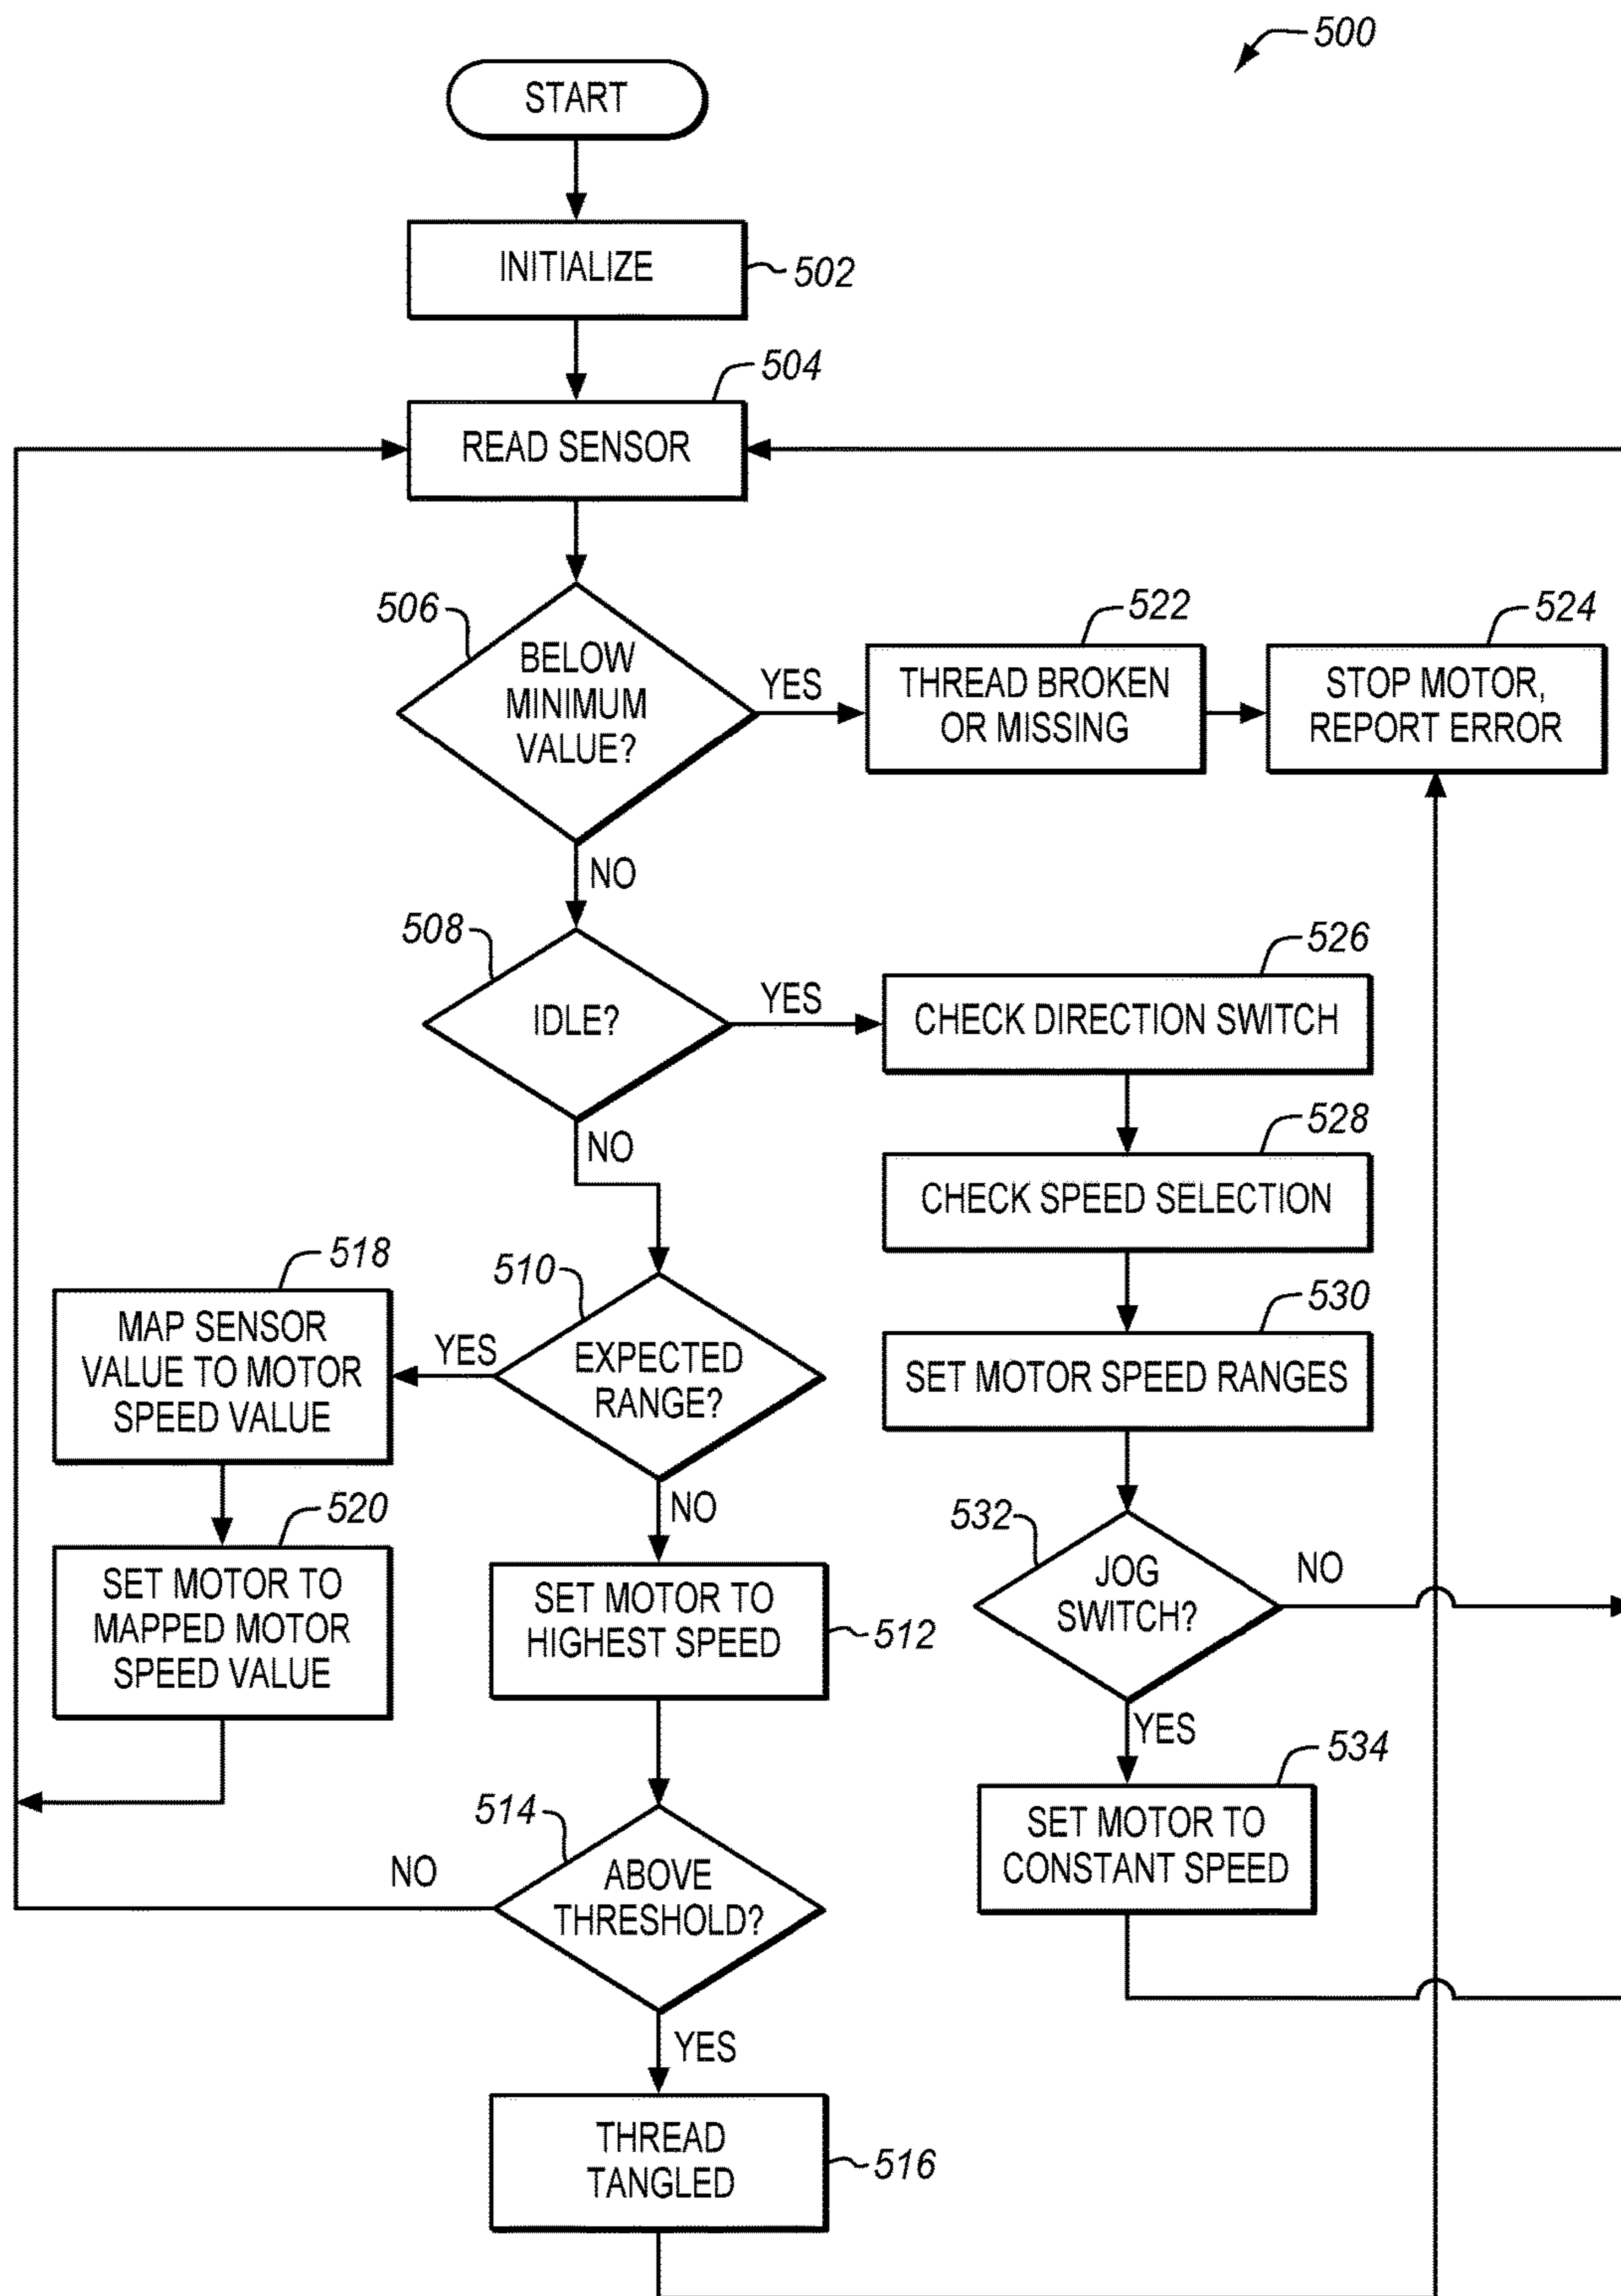 500
START
INITIALIZE
502
504
READ SENSOR
506
BELOW
MINIMUM
VALUE?
YES
522
THREAD BROKEN
OR MISSING
524
STOP MOTOR,
REPORT ERROR
NO
508
IDLE?
YES
526
CHECK DIRECTION SWITCH
NO
528
CHECK SPEED SELECTION
518
MAP SENSOR
VALUE TO MOTOR
SPEED VALUE
YES
510
EXPECTED
RANGE?
530
SET MOTOR SPEED RANGES
NO
520
SET MOTOR TO
MAPPED MOTOR
SPEED VALUE
SET MOTOR TO
HIGHEST SPEED
512
532
JOG
SWITCH?
NO
YES
534
SET MOTOR TO
CONSTANT SPEED
514
NO
ABOVE
THRESHOLD?
YES
THREAD
TANGLED
516